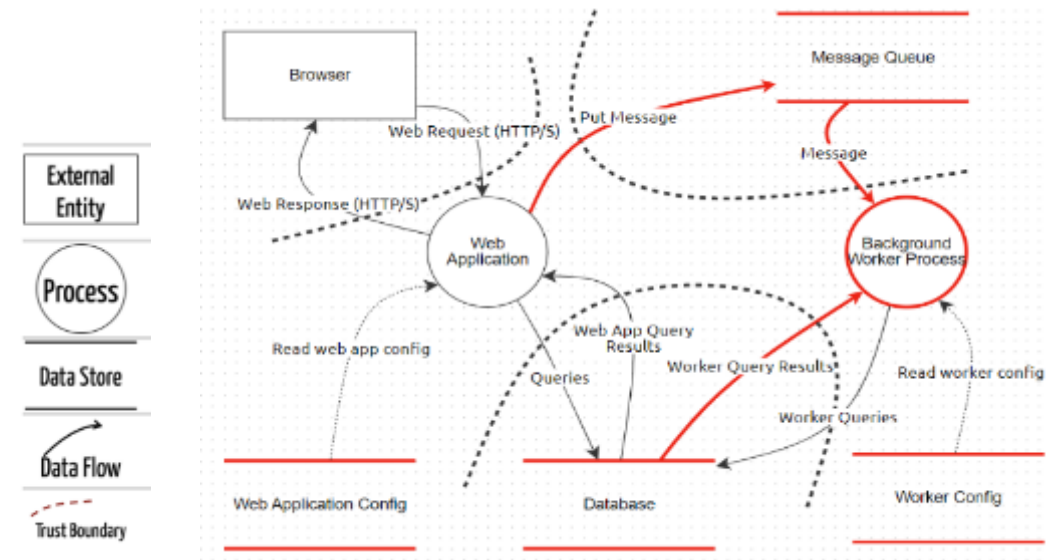 External
Entity
Process
Data Store
Data Flow
Trust Boundary
Browser
Message Queue
Web Request (HTTP/S)
Put Message
Message
Web Response (HTTP/S)
Web
Application
Background
Worker Process
Read web app config
Web App Query
Results
Queries
Worker Query Results
Read worker config
Worker Queries
Web Application Config
Database
Worker Config